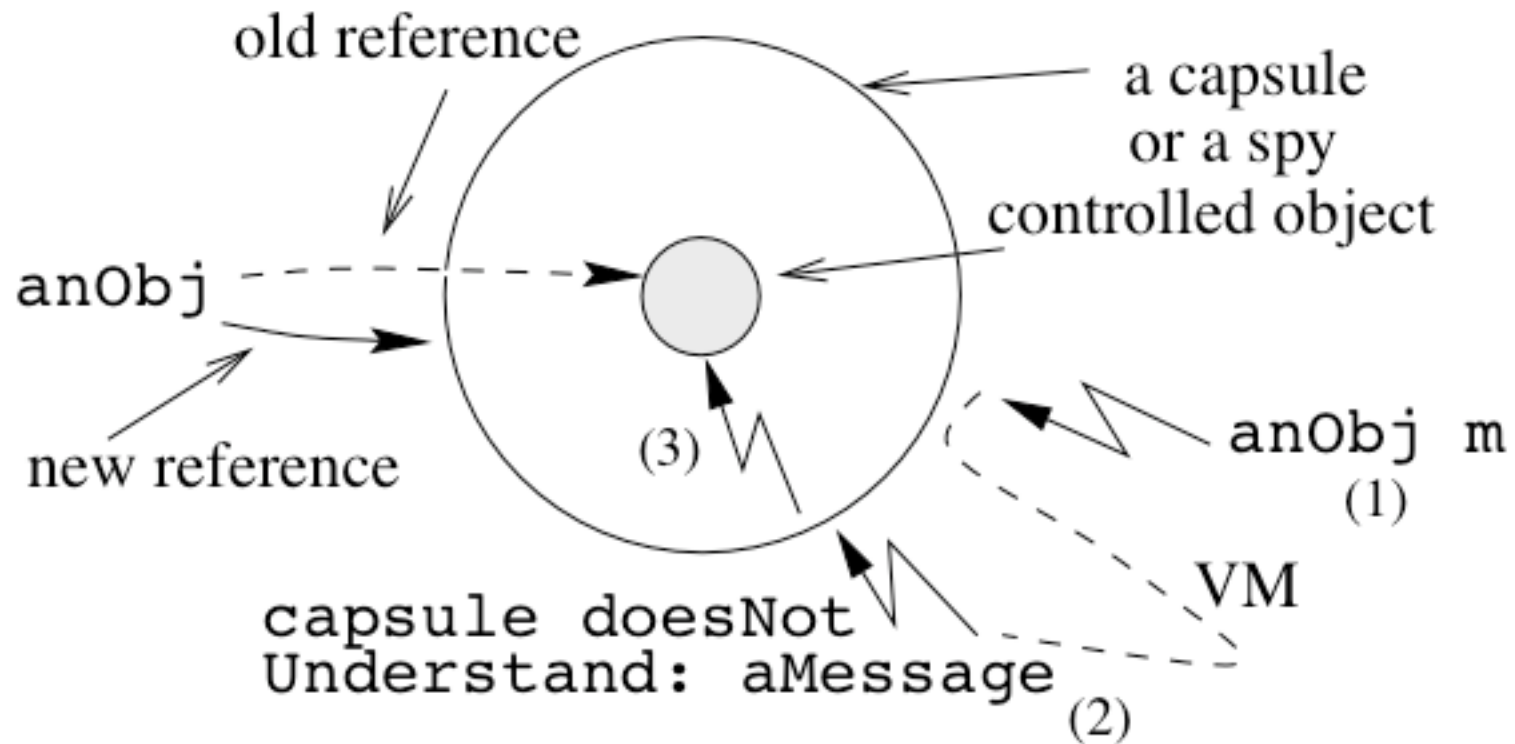 old reference
a capsule
or a spy
controlled object
anObj
new reference
(3)
anObj m
(1)
VM
capsule doesNot
Understand: aMessage
(2)